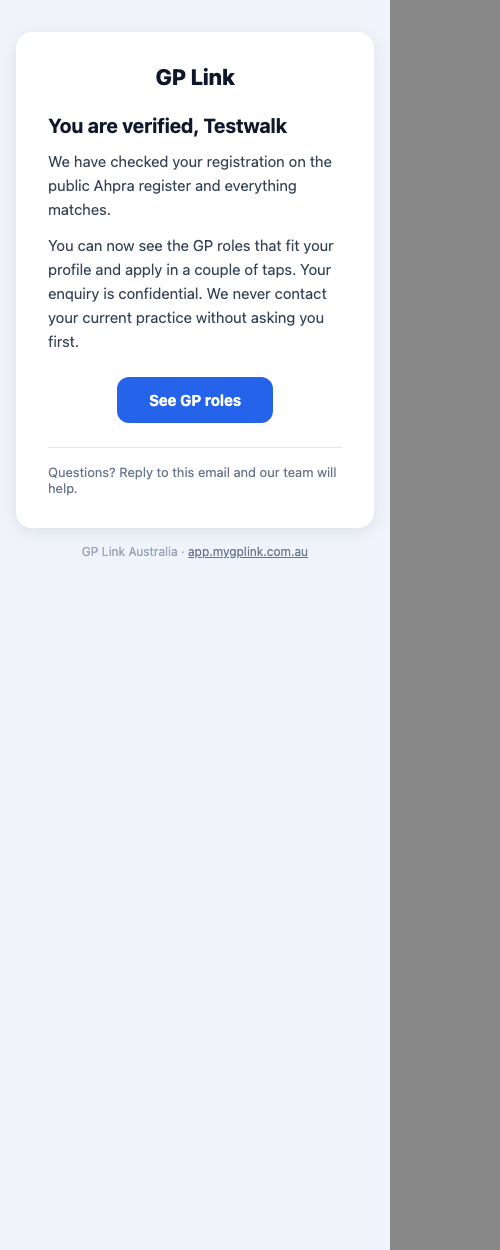 GP Link
You are verified, Testwalk
We have checked your registration on the
public Ahpra register and everything
matches.
You can now see the GP roles that fit your
profile and apply in a couple of taps. Your
enquiry is confidential. We never contact
your current practice without asking you
first.
See GP roles
Questions? Reply to this email and our team will
help.
GP Link Australia · app.mygplink.com.au